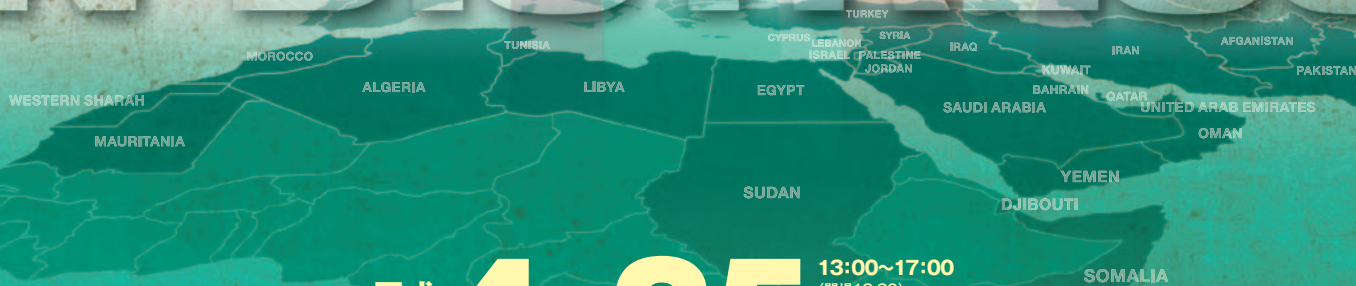 TURKEY
CYPRUS
SYRIA
LEBANON
IRAQ
IRAN
AFGANISTAN
MOROCCO
TUNISIA
ISRAEL
PALESTINE
JORDAN
KUWAIT
PAKISTAN
ALGERIA
LIBYA
EGYPT
BAHRAIN
QATAR
WESTERN SHARAH
SAUDI ARABIA
UNITED ARAB EMIRATES
MAURITANIA
OMAN
YEMEN
SUDAN
DJIBOUTI
13:00~17:00
SOMALIA